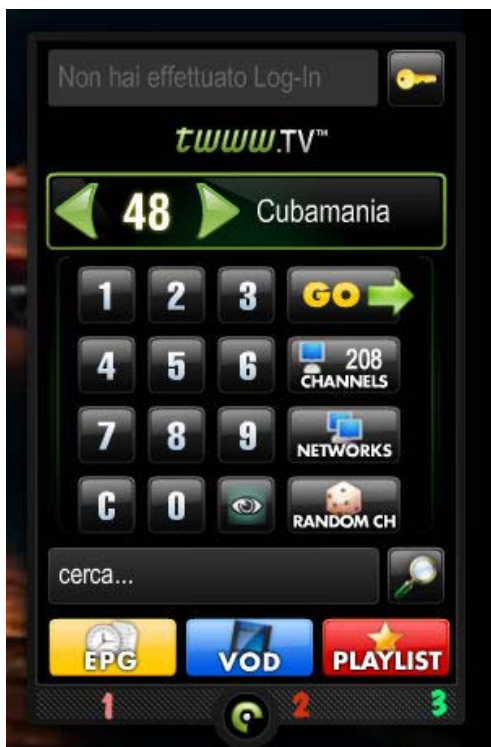 Non hai effettuato Log-In
twww.TV™
48 Cubamania
1 2 3 GO
4 5 6 208 CHANNELS
7 8 9 NETWORKS
C 0 RANDOM CH
cerca...
EPG VOD PLAYLIST
1 2 3